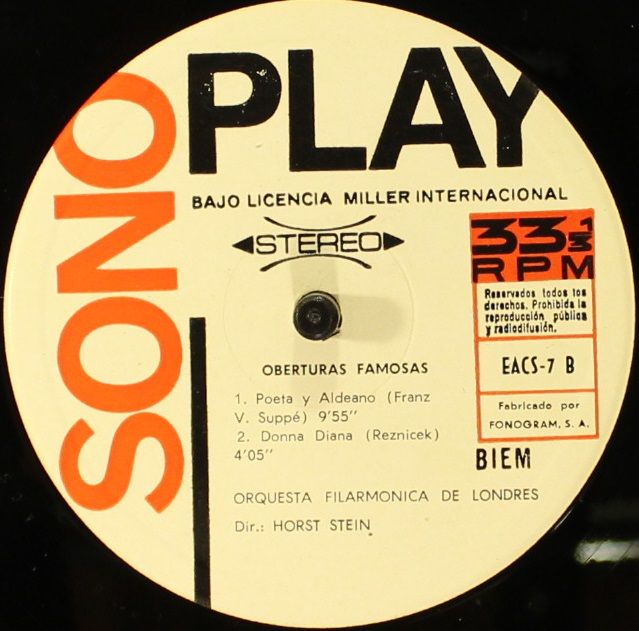 SONO
PLAY
BAJO LICENCIA MILLER INTERNACIONAL
STEREO
33 1/3
RPM
Reservados todos los
derechos. Prohibida la
reproducción pública
y radiodifusión.
EACS-7 B
Fabricado por
FONOGRAM, S. A.
BIEM
OBERTURAS FAMOSAS
1. Poeta y Aldeano (Franz
V. Suppé) 9'55''
2. Donna Diana (Reznicek)
4'05''
ORQUESTA FILARMONICA DE LONDRES
Dir.: HORST STEIN